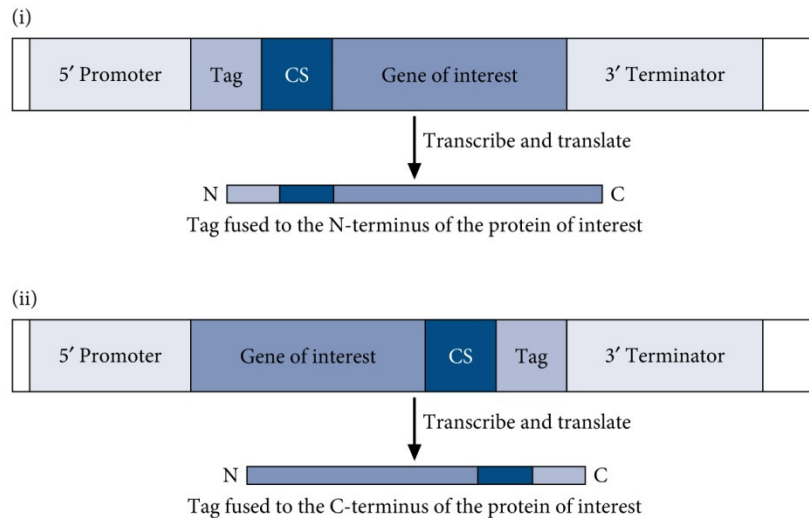 (i)
5′ Promoter Tag CS Gene of interest 3′ Terminator
Transcribe and translate
N C
Tag fused to the N-terminus of the protein of interest
(ii)
5′ Promoter Gene of interest CS Tag 3′ Terminator
Transcribe and translate
N C
Tag fused to the C-terminus of the protein of interest